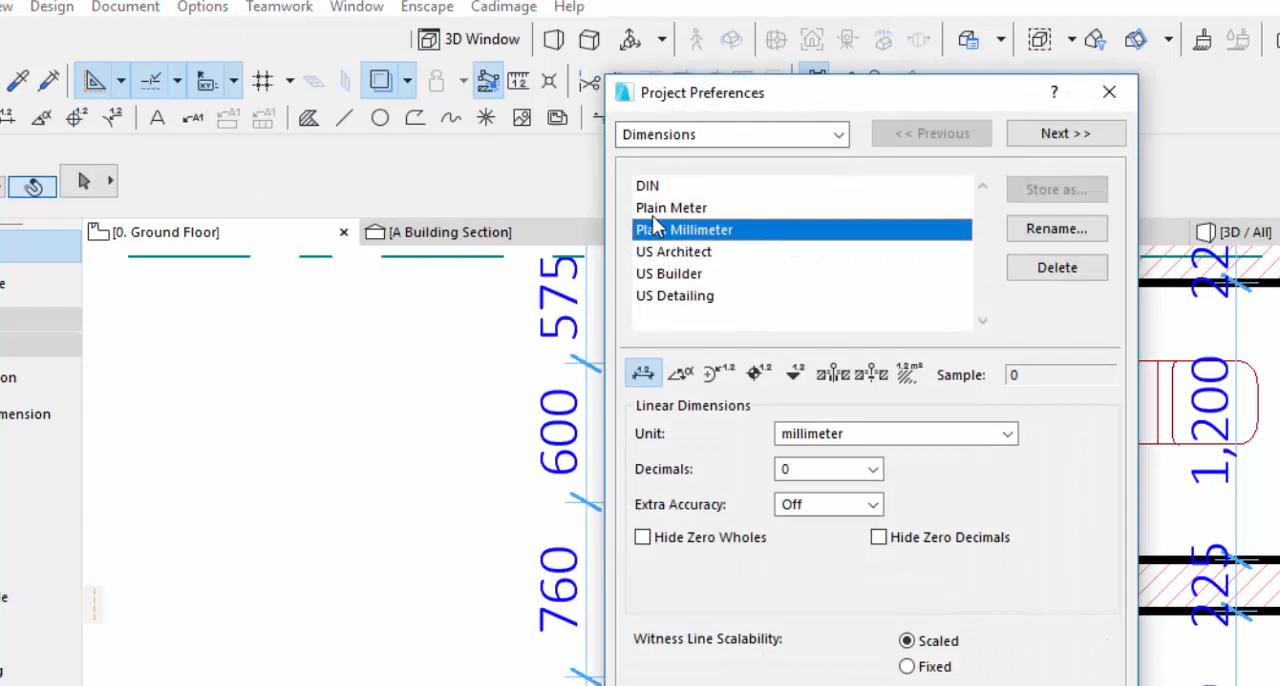 ew Design Document Options Teamwork Window Enscape Cadimage Help
3D Window
Project Preferences ?
Dimensions << Previous Next >>
DIN
Plain Meter
Plain Millimeter
US Architect
US Builder
US Detailing
Store as...
Rename...
Delete
[0. Ground Floor] [A Building Section] [3D / All]
Sample: 0
Linear Dimensions
Unit: millimeter
Decimals: 0
Extra Accuracy: Off
Hide Zero Wholes Hide Zero Decimals
Witness Line Scalability: Scaled
Fixed
on
mension
575
600
760
1,200
225